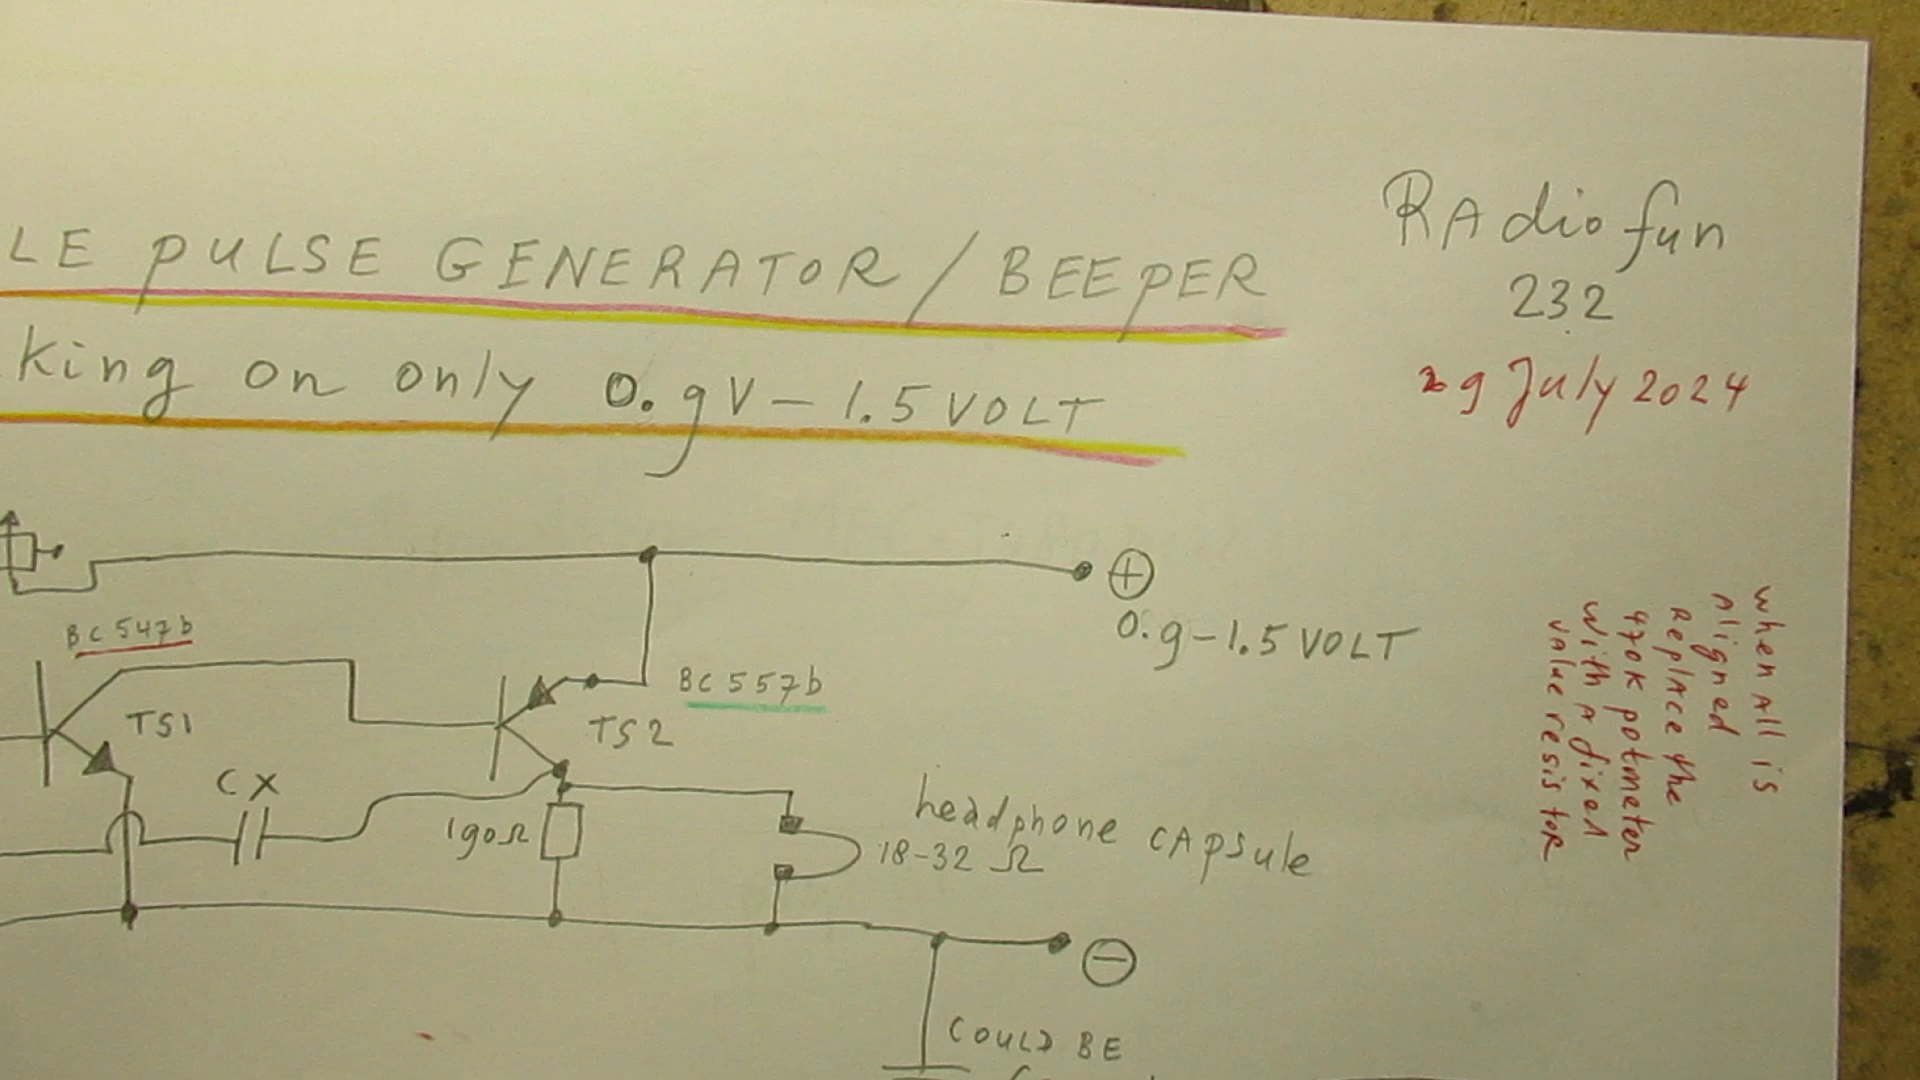 LE PULSE GENERATOR / BEEPER
king on only 0.9V - 1.5 VOLT
RAdiofun
232
29 July 2024
+
0.9-1.5 VOLT
BC 547b
TS1
BC 557b
TS2
CX
190Ω
headphone cApsule
18-32 Ω
-
COULD BE
when All is
Aligned
Replace the
470K potmeter
with A fixed
value resistor